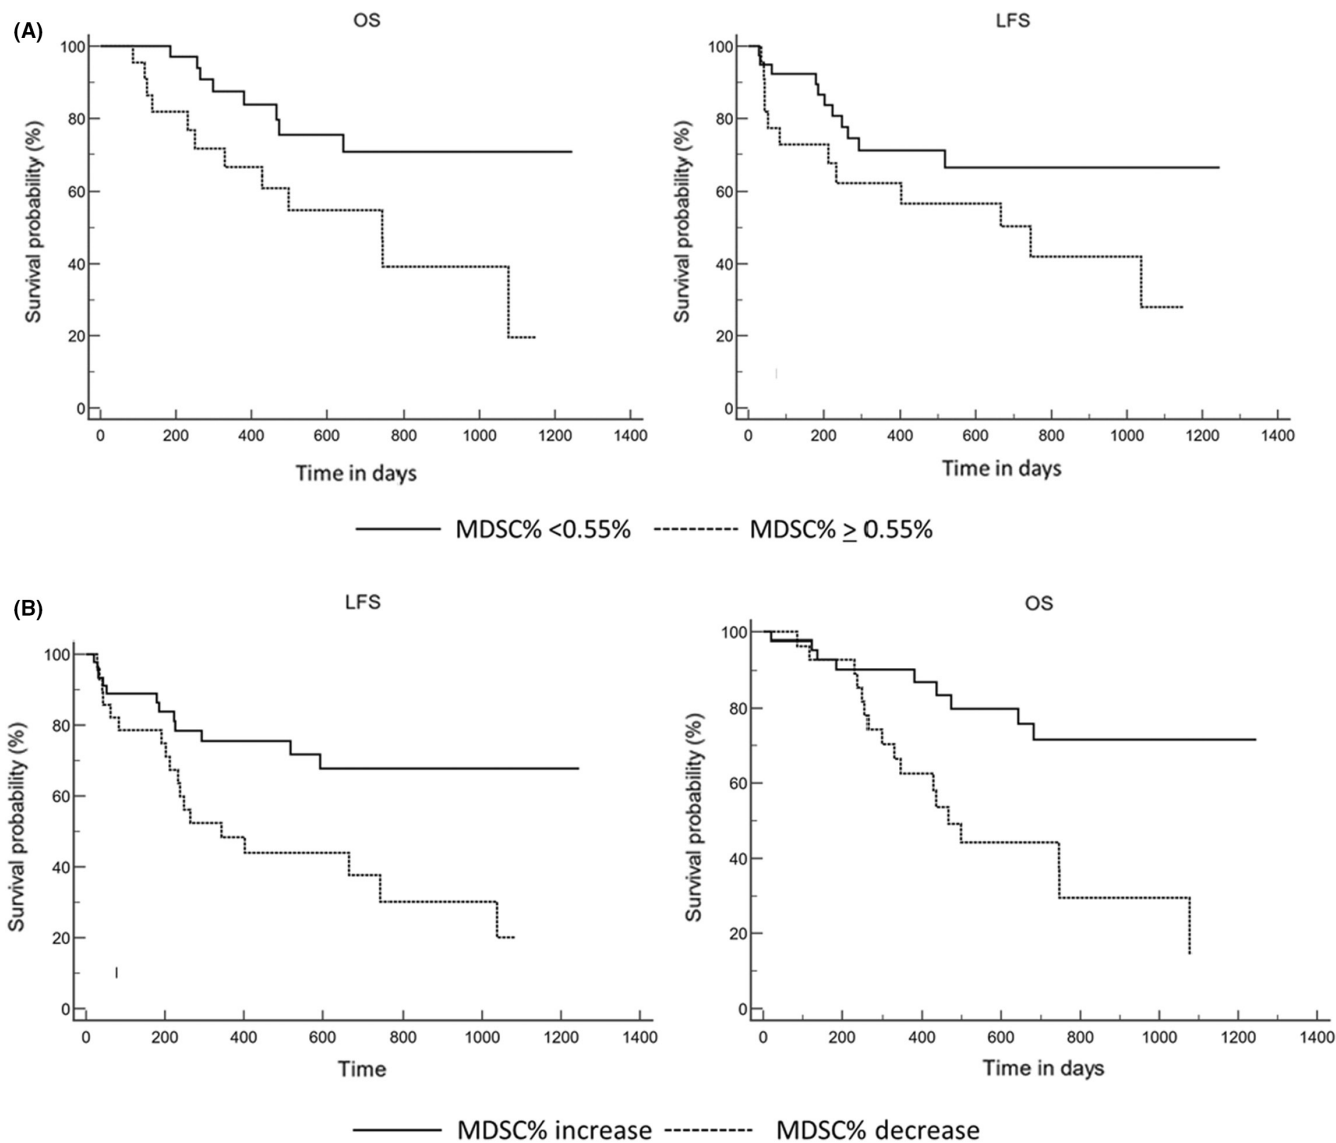 (A)
OS
LFS
100
80
60
40
20
0
Survival probability (%)
0 200 400 600 800 1000 1200 1400
Time in days
100
80
60
40
20
0
Survival probability (%)
0 200 400 600 800 1000 1200 1400
Time in days
MDSC% <0.55% MDSC% ≥ 0.55%
(B)
LFS
OS
100
80
60
40
20
0
Survival probability (%)
0 200 400 600 800 1000 1200 1400
Time
100
80
60
40
20
0
Survival probability (%)
0 200 400 600 800 1000 1200 1400
Time in days
MDSC% increase MDSC% decrease